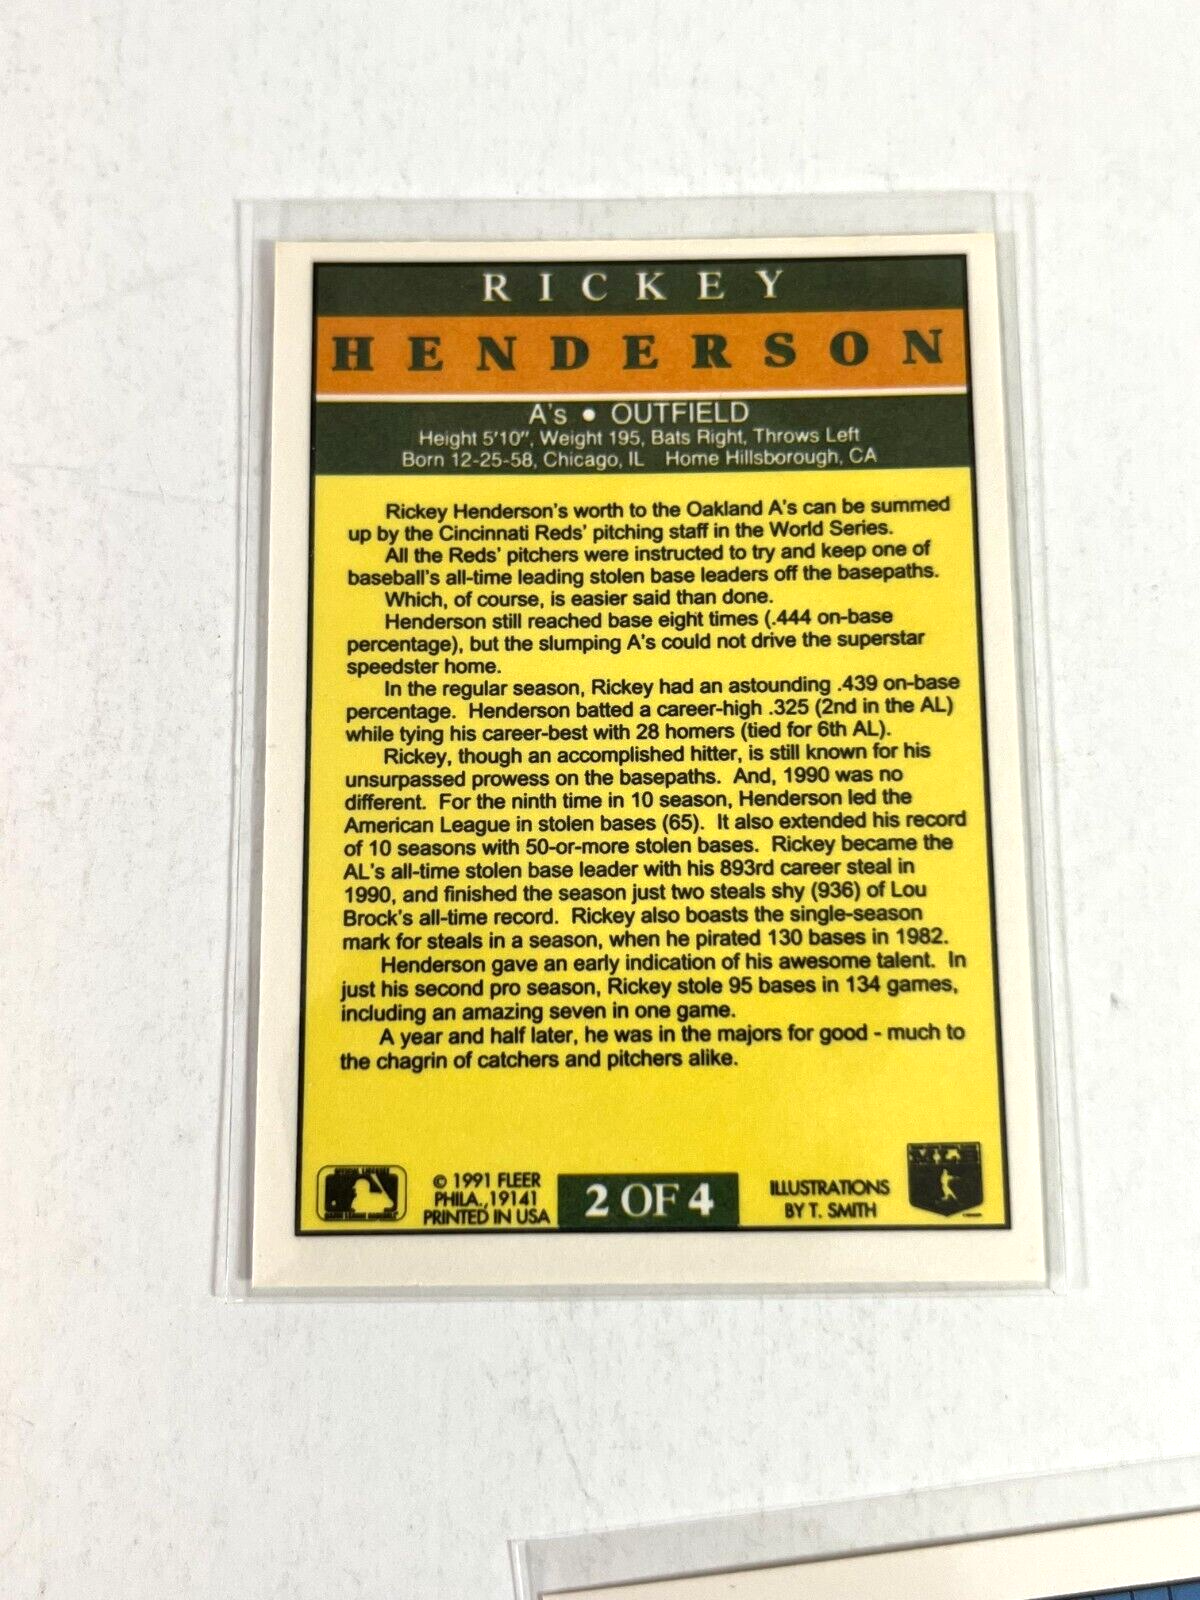 RICKEY
HENDERSON
A's • OUTFIELD
Height 5'10", Weight 195, Bats Right, Throws Left
Born 12-25-58, Chicago, IL Home Hillsborough, CA
Rickey Henderson's worth to the Oakland A's can be summed
up by the Cincinnati Reds' pitching staff in the World Series.
All the Reds' pitchers were instructed to try and keep one of
baseball's all-time leading stolen base leaders off the basepaths.
Which, of course, is easier said than done.
Henderson still reached base eight times (.444 on-base
percentage), but the slumping A's could not drive the superstar
speedster home.
In the regular season, Rickey had an astounding .439 on-base
percentage. Henderson batted a career-high .325 (2nd in the AL)
while tying his career-best with 28 homers (tied for 6th AL).
Rickey, though an accomplished hitter, is still known for his
unsurpassed prowess on the basepaths. And, 1990 was no
different. For the ninth time in 10 season, Henderson led the
American League in stolen bases (65). It also extended his record
of 10 seasons with 50-or-more stolen bases. Rickey became the
AL's all-time stolen base leader with his 893rd career steal in
1990, and finished the season just two steals shy (936) of Lou
Brock's all-time record. Rickey also boasts the single-season
mark for steals in a season, when he pirated 130 bases in 1982.
Henderson gave an early indication of his awesome talent. In
just his second pro season, Rickey stole 95 bases in 134 games,
including an amazing seven in one game.
A year and half later, he was in the majors for good - much to
the chagrin of catchers and pitchers alike.
© 1991 FLEER
PHILA., 19141
PRINTED IN USA
2 OF 4
ILLUSTRATIONS
BY T. SMITH